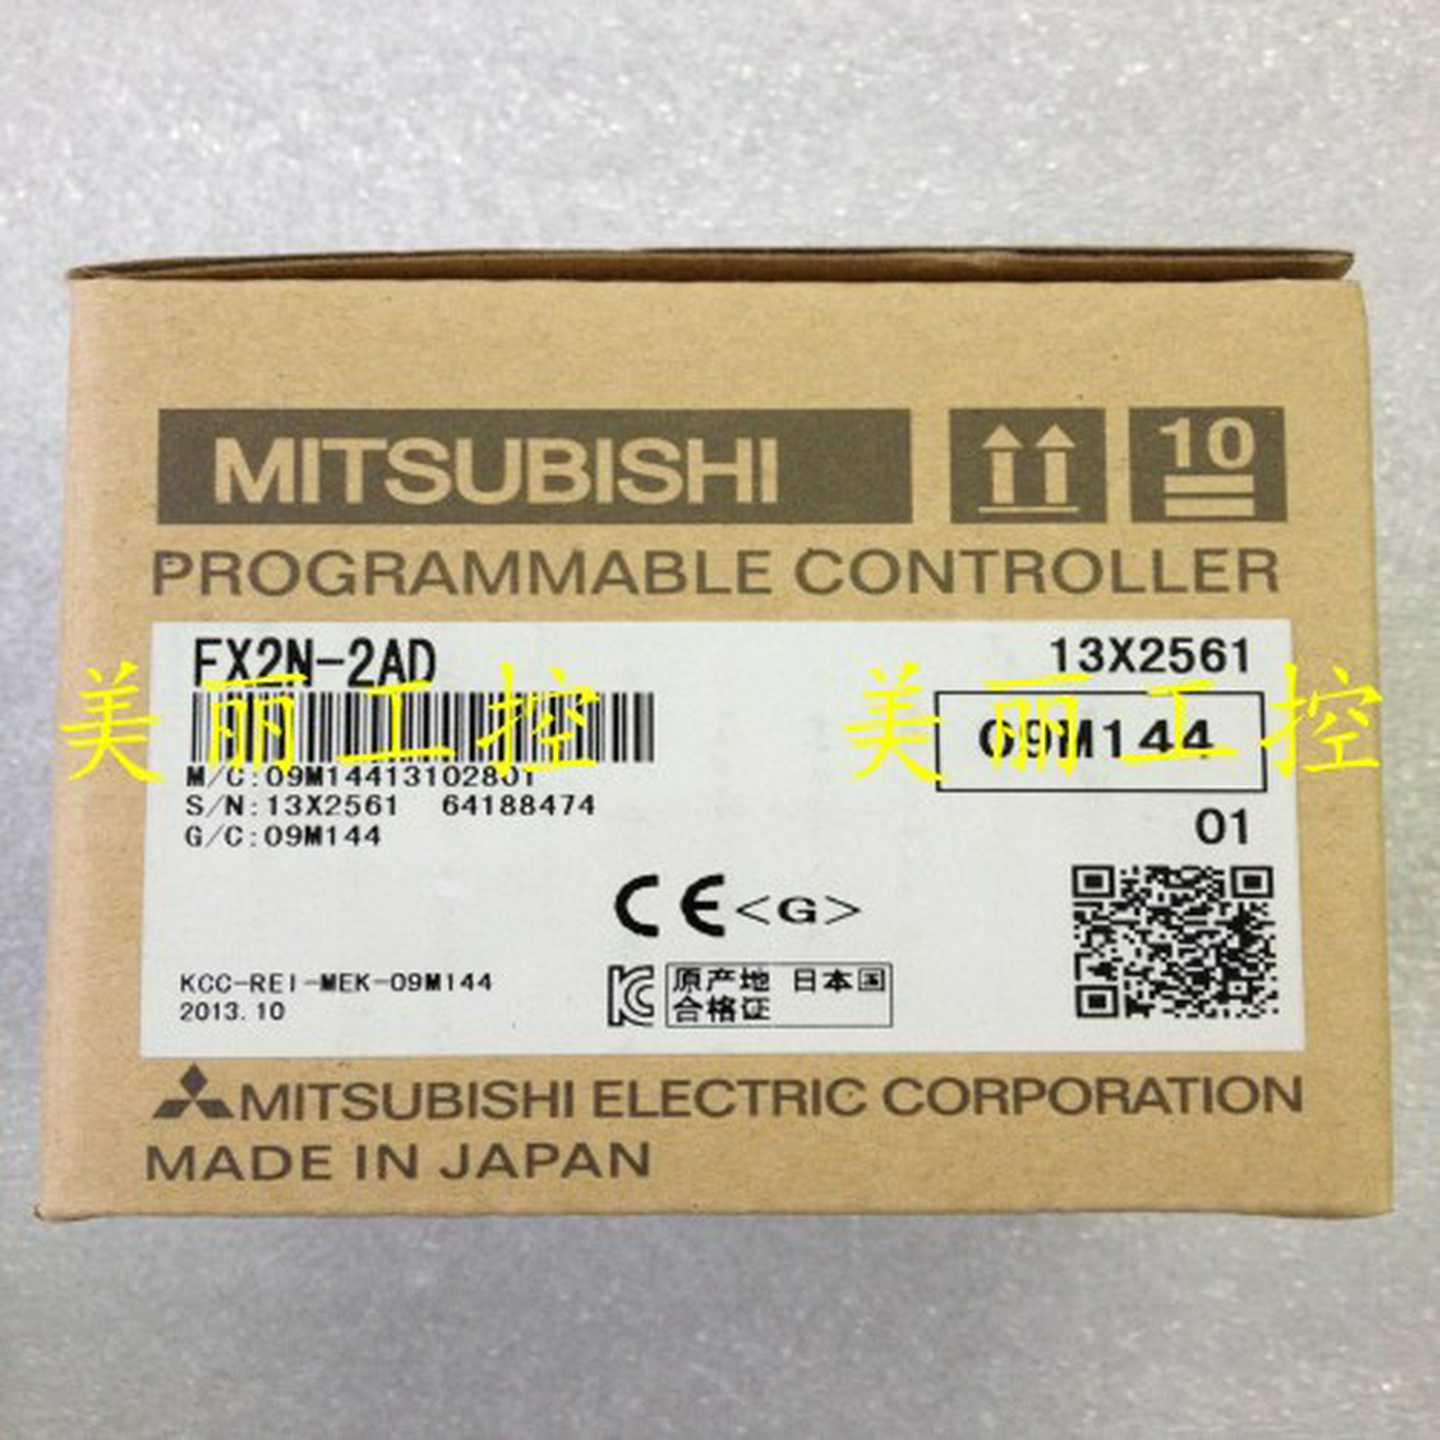 MITSUBISHI
10
PROGRAMMABLE CONTROLLER
FX2N-2AD
13X2561
美丽工控
美丽工控
09M144
M/C:09M14413102801
S/N:13X2561 64188474
G/C:09M144
01
CE<G>
KCC-REI-MEK-09M144
2013.10
原产地 日本国
合格证
MITSUBISHI ELECTRIC CORPORATION
MADE IN JAPAN